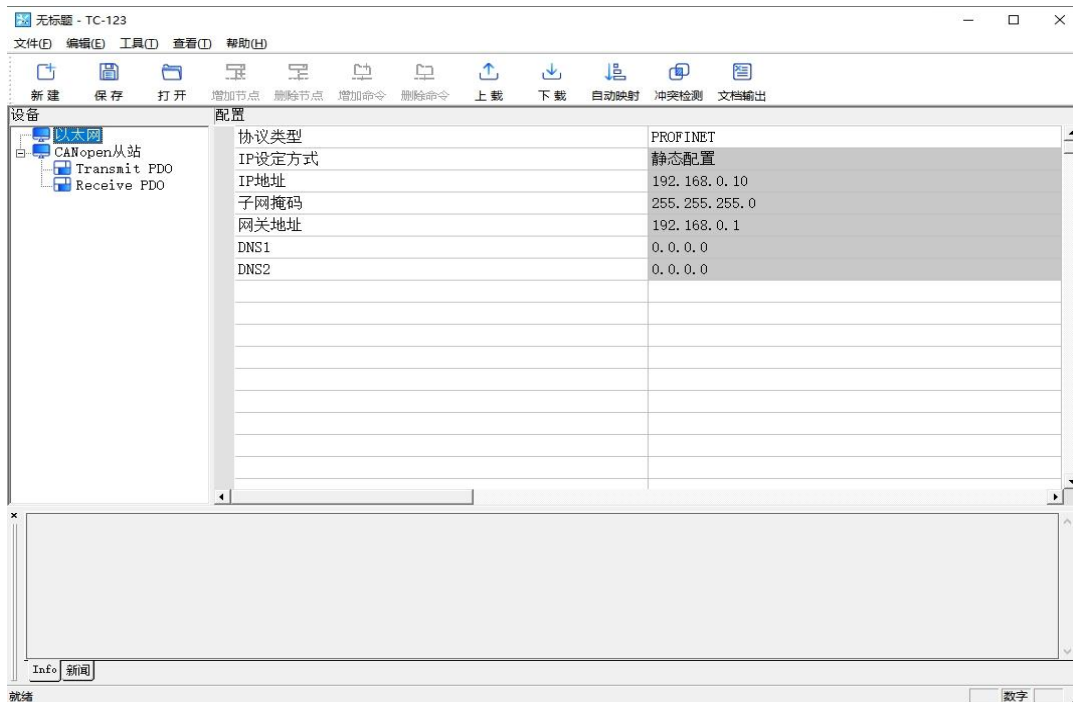 无标题 - TC-123
文件(F) 编辑(E) 工具(T) 查看(T) 帮助(H)
新建 保存 打开 增加节点 删除节点 增加命令 删除命令 上载 下载 自动映射 冲突检测 文档输出
设备
以太网
CANopen从站
Transmit PDO
Receive PDO
配置
协议类型 PROFINET
IP设定方式 静态配置
IP地址 192.168.0.10
子网掩码 255.255.255.0
网关地址 192.168.0.1
DNS1 0.0.0.0
DNS2 0.0.0.0
Info 新闻
就绪 数字